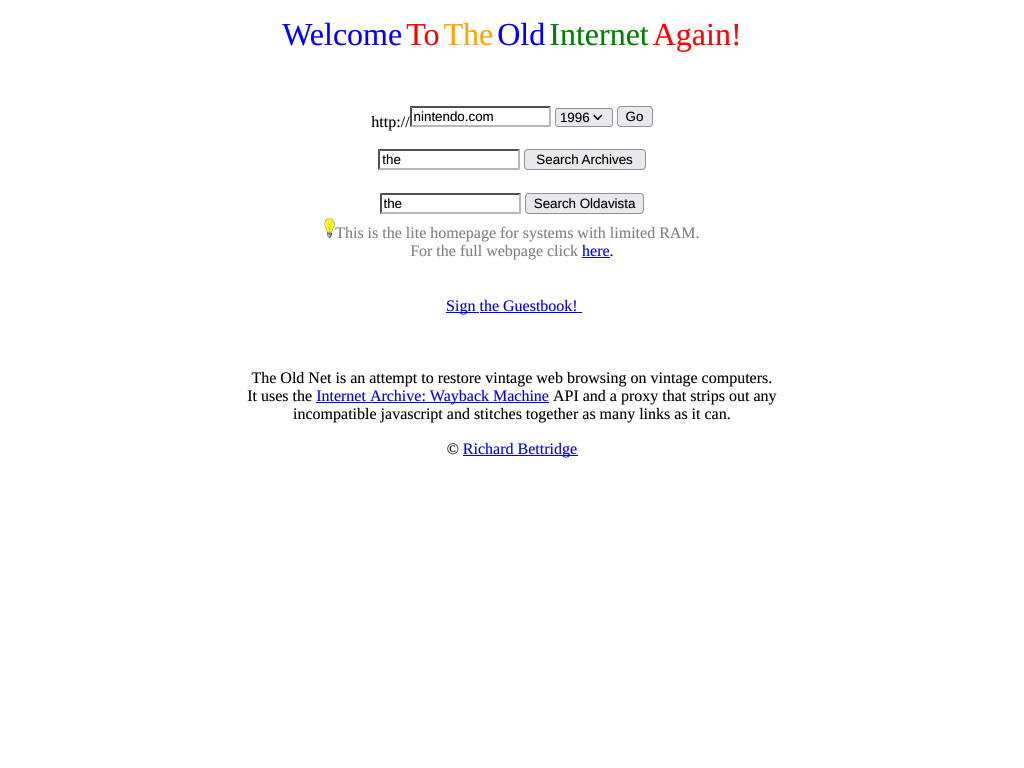 Welcome To The Old Internet Again!
http:// nintendo.com 1996 Go
the Search Archives
the Search Oldavista
This is the lite homepage for systems with limited RAM.
For the full webpage click here.
Sign the Guestbook!
The Old Net is an attempt to restore vintage web browsing on vintage computers.
It uses the Internet Archive: Wayback Machine API and a proxy that strips out any
incompatible javascript and stitches together as many links as it can.
© Richard Bettridge